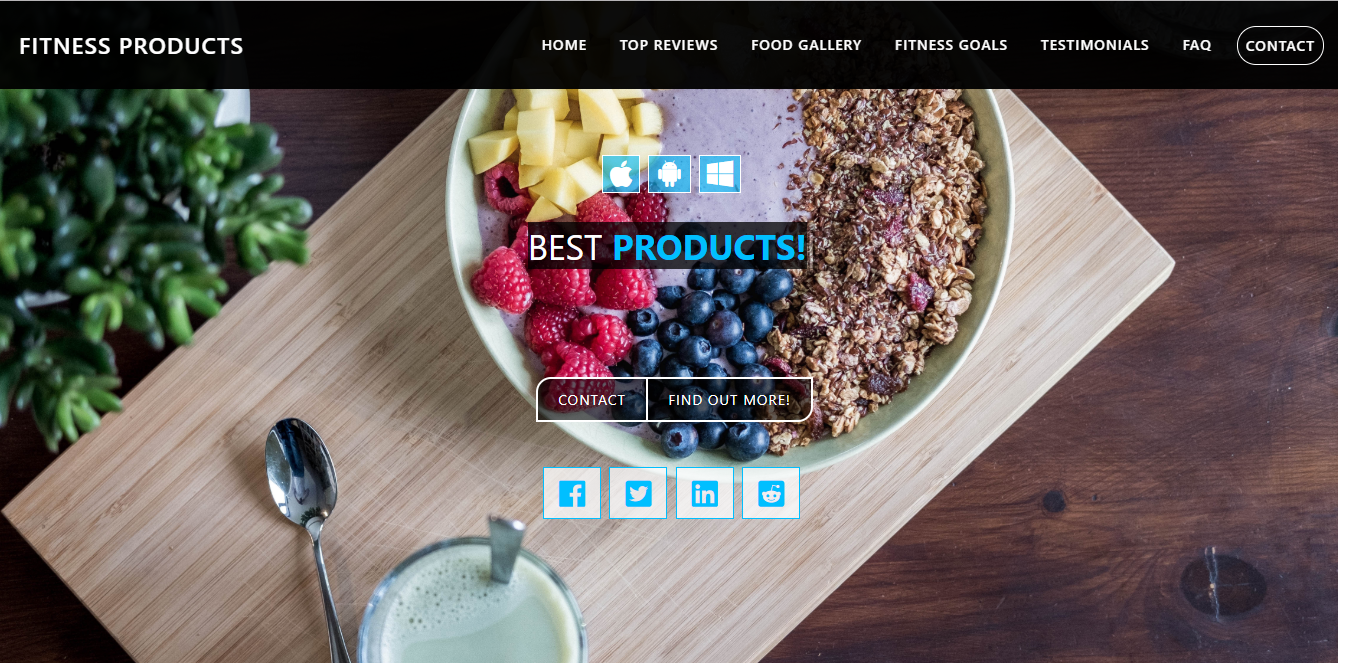 FITNESS PRODUCTS
HOME TOP REVIEWS FOOD GALLERY FITNESS GOALS TESTIMONIALS FAQ CONTACT
BEST PRODUCTS!
CONTACT FIND OUT MORE!